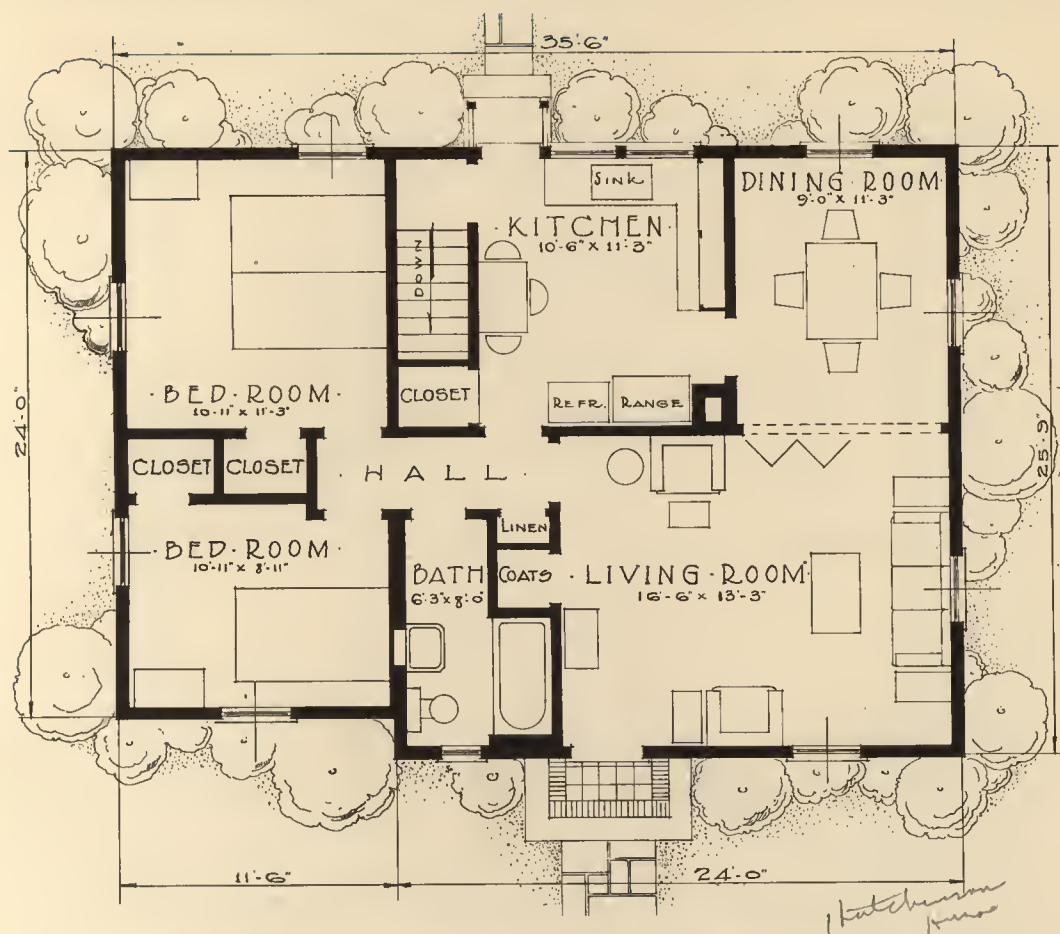 35'-6"
SINK
DINING·ROOM
9'-0" X 11'-3"
·KITCHEN·
10'-6" X 11'-3"
DOWN
24'-0"
25'-9"
·BED·ROOM·
10'-11" X 11'-3"
CLOSET
REFR.
RANGE
CLOSET
CLOSET
HALL
LINEN
·BED·ROOM·
10'-11" X 8'-11"
BATH
6'-3" X 8'-0"
COATS
·LIVING·ROOM·
16'-6" X 13'-3"
11'-6"
24'-0"
Hutchinson